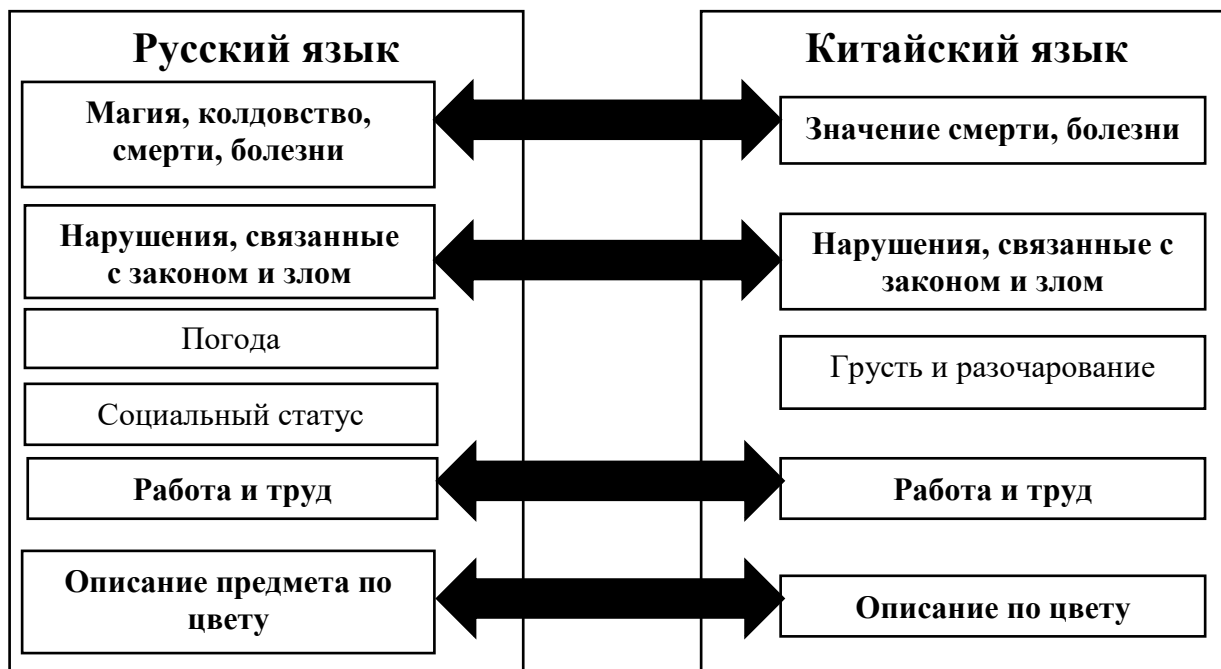 Русский язык
Магия, колдовство,
смерти, болезни
Нарушения, связанные
с законом и злом
Погода
Социальный статус
Работа и труд
Описание предмета по
цвету
Китайский язык
Значение смерти, болезни
Нарушения, связанные с
законом и злом
Грусть и разочарование
Работа и труд
Описание по цвету